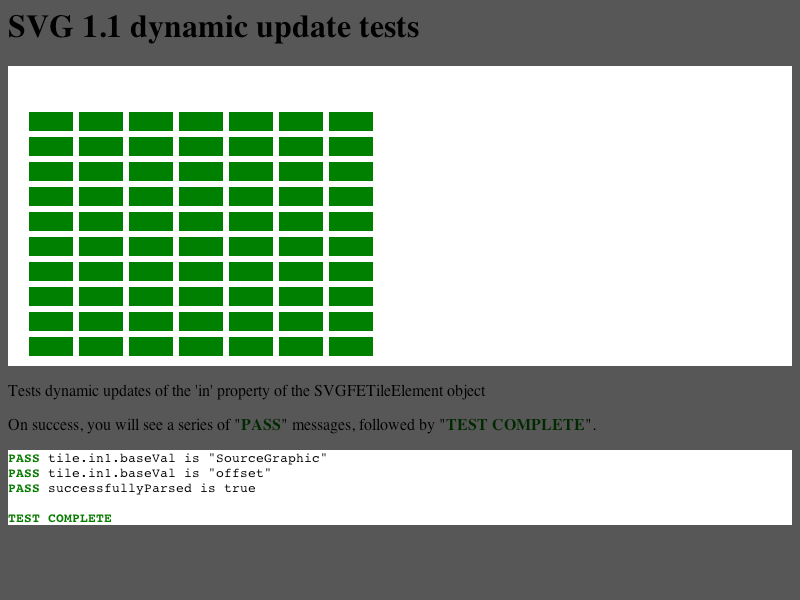 SVG 1.1 dynamic update tests
Tests dynamic updates of the 'in' property of the SVGFETileElement object
On success, you will see a series of "PASS" messages, followed by "TEST COMPLETE".
PASS tile.in1.baseVal is "SourceGraphic"
PASS tile.in1.baseVal is "offset"
PASS successfullyParsed is true
TEST COMPLETE